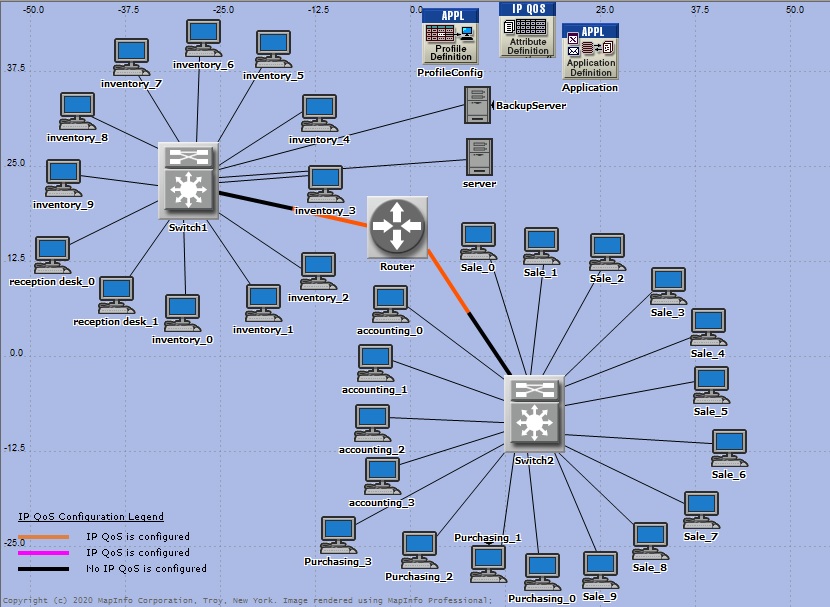 -50.0 -37.5 -25.0 -12.5 0.0 25.0 37.5 50.0
APPL
Profile
Definition
ProfileConfig
IP QOS
Attribute
Definition
APPL
Application
Definition
Application
inventory_6
inventory_5
inventory_7
37.5
BackupServer
inventory_8
inventory_4
25.0
server
inventory_9
inventory_3
Switch1
Router
12.5
Sale_0
Sale_1
Sale_2
reception desk_0
inventory_2
Sale_3
reception desk_1
inventory_1
accounting_0
inventory_0
0.0
Sale_4
accounting_1
Sale_5
-12.5
accounting_2
Switch2
Sale_6
accounting_3
IP QoS Configuration Legend
IP QoS is configured
IP QoS is configured
No IP QoS is configured
-25.0
Purchasing_1
Sale_7
Purchasing_3
Sale_8
Purchasing_2
Purchasing_0
Sale_9
Copyright (c) 2020 MapInfo Corporation, Troy, New York. Image rendered using MapInfo Professional;